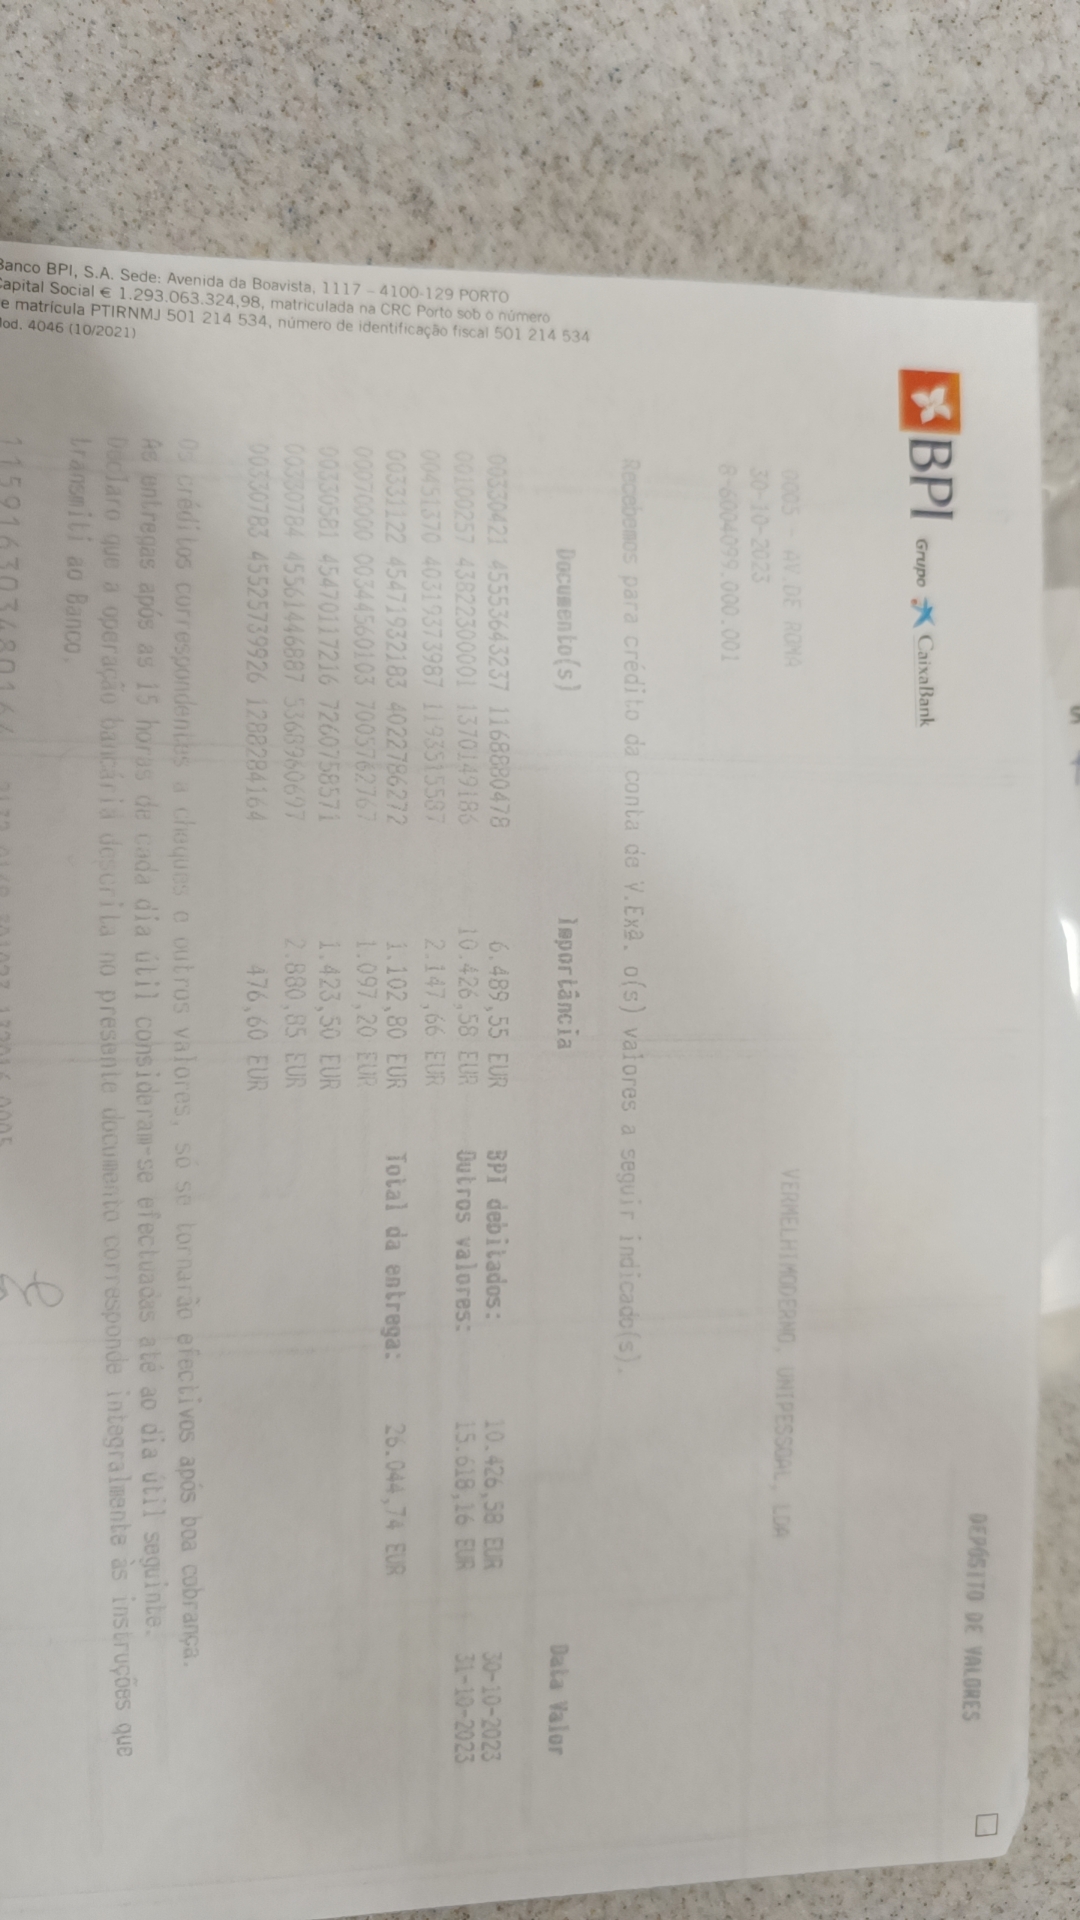 DEPÓSITO DE VALORES
BPI Grupo CaixaBank
0005 - AV.DE ROMA
30-10-2023
8-6004099.000.001
VERMELHIMODERNO, UNIPESSOAL, LDA
Recebemos para crédito da conta de V.Exª. o(s) valores a seguir indicado(s).
Documento(s) Importância Data Valor
00330421 45553643237 1168880478 6.489,55 EUR BPI debitados: 10.426,58 EUR 30-10-2023
00100257 43822300001 1370149186 10.426,58 EUR Outros valores: 15.618,16 EUR 31-10-2023
00451370 40319373987 1193515587 2.147,66 EUR
00331122 45471932183 4022786272 1.102,80 EUR Total da entrega: 26.044,74 EUR
00070000 00344560103 7005762767 1.097,20 EUR
00330581 45470117216 7260758571 1.423,50 EUR
00330784 45561446887 5368960697 2.880,85 EUR
00330783 45525739926 1288284164 476,60 EUR
Os créditos correspondentes a cheques e outros valores, só se tornarão efectivos após boa cobrança.
As entregas após as 15 horas de cada dia útil consideram-se efectuadas até ao dia útil seguinte.
Declaro que a operação bancária descrita no presente documento corresponde integralmente às instruções que
transmiti ao Banco.
Banco BPI, S.A. Sede: Avenida da Boavista, 1117 - 4100-129 PORTO
Capital Social € 1.293.063.324,98, matriculada na CRC Porto sob o número
de matrícula PTIRNMJ 501 214 534, número de identificação fiscal 501 214 534
Mod. 4046 (10/2021)